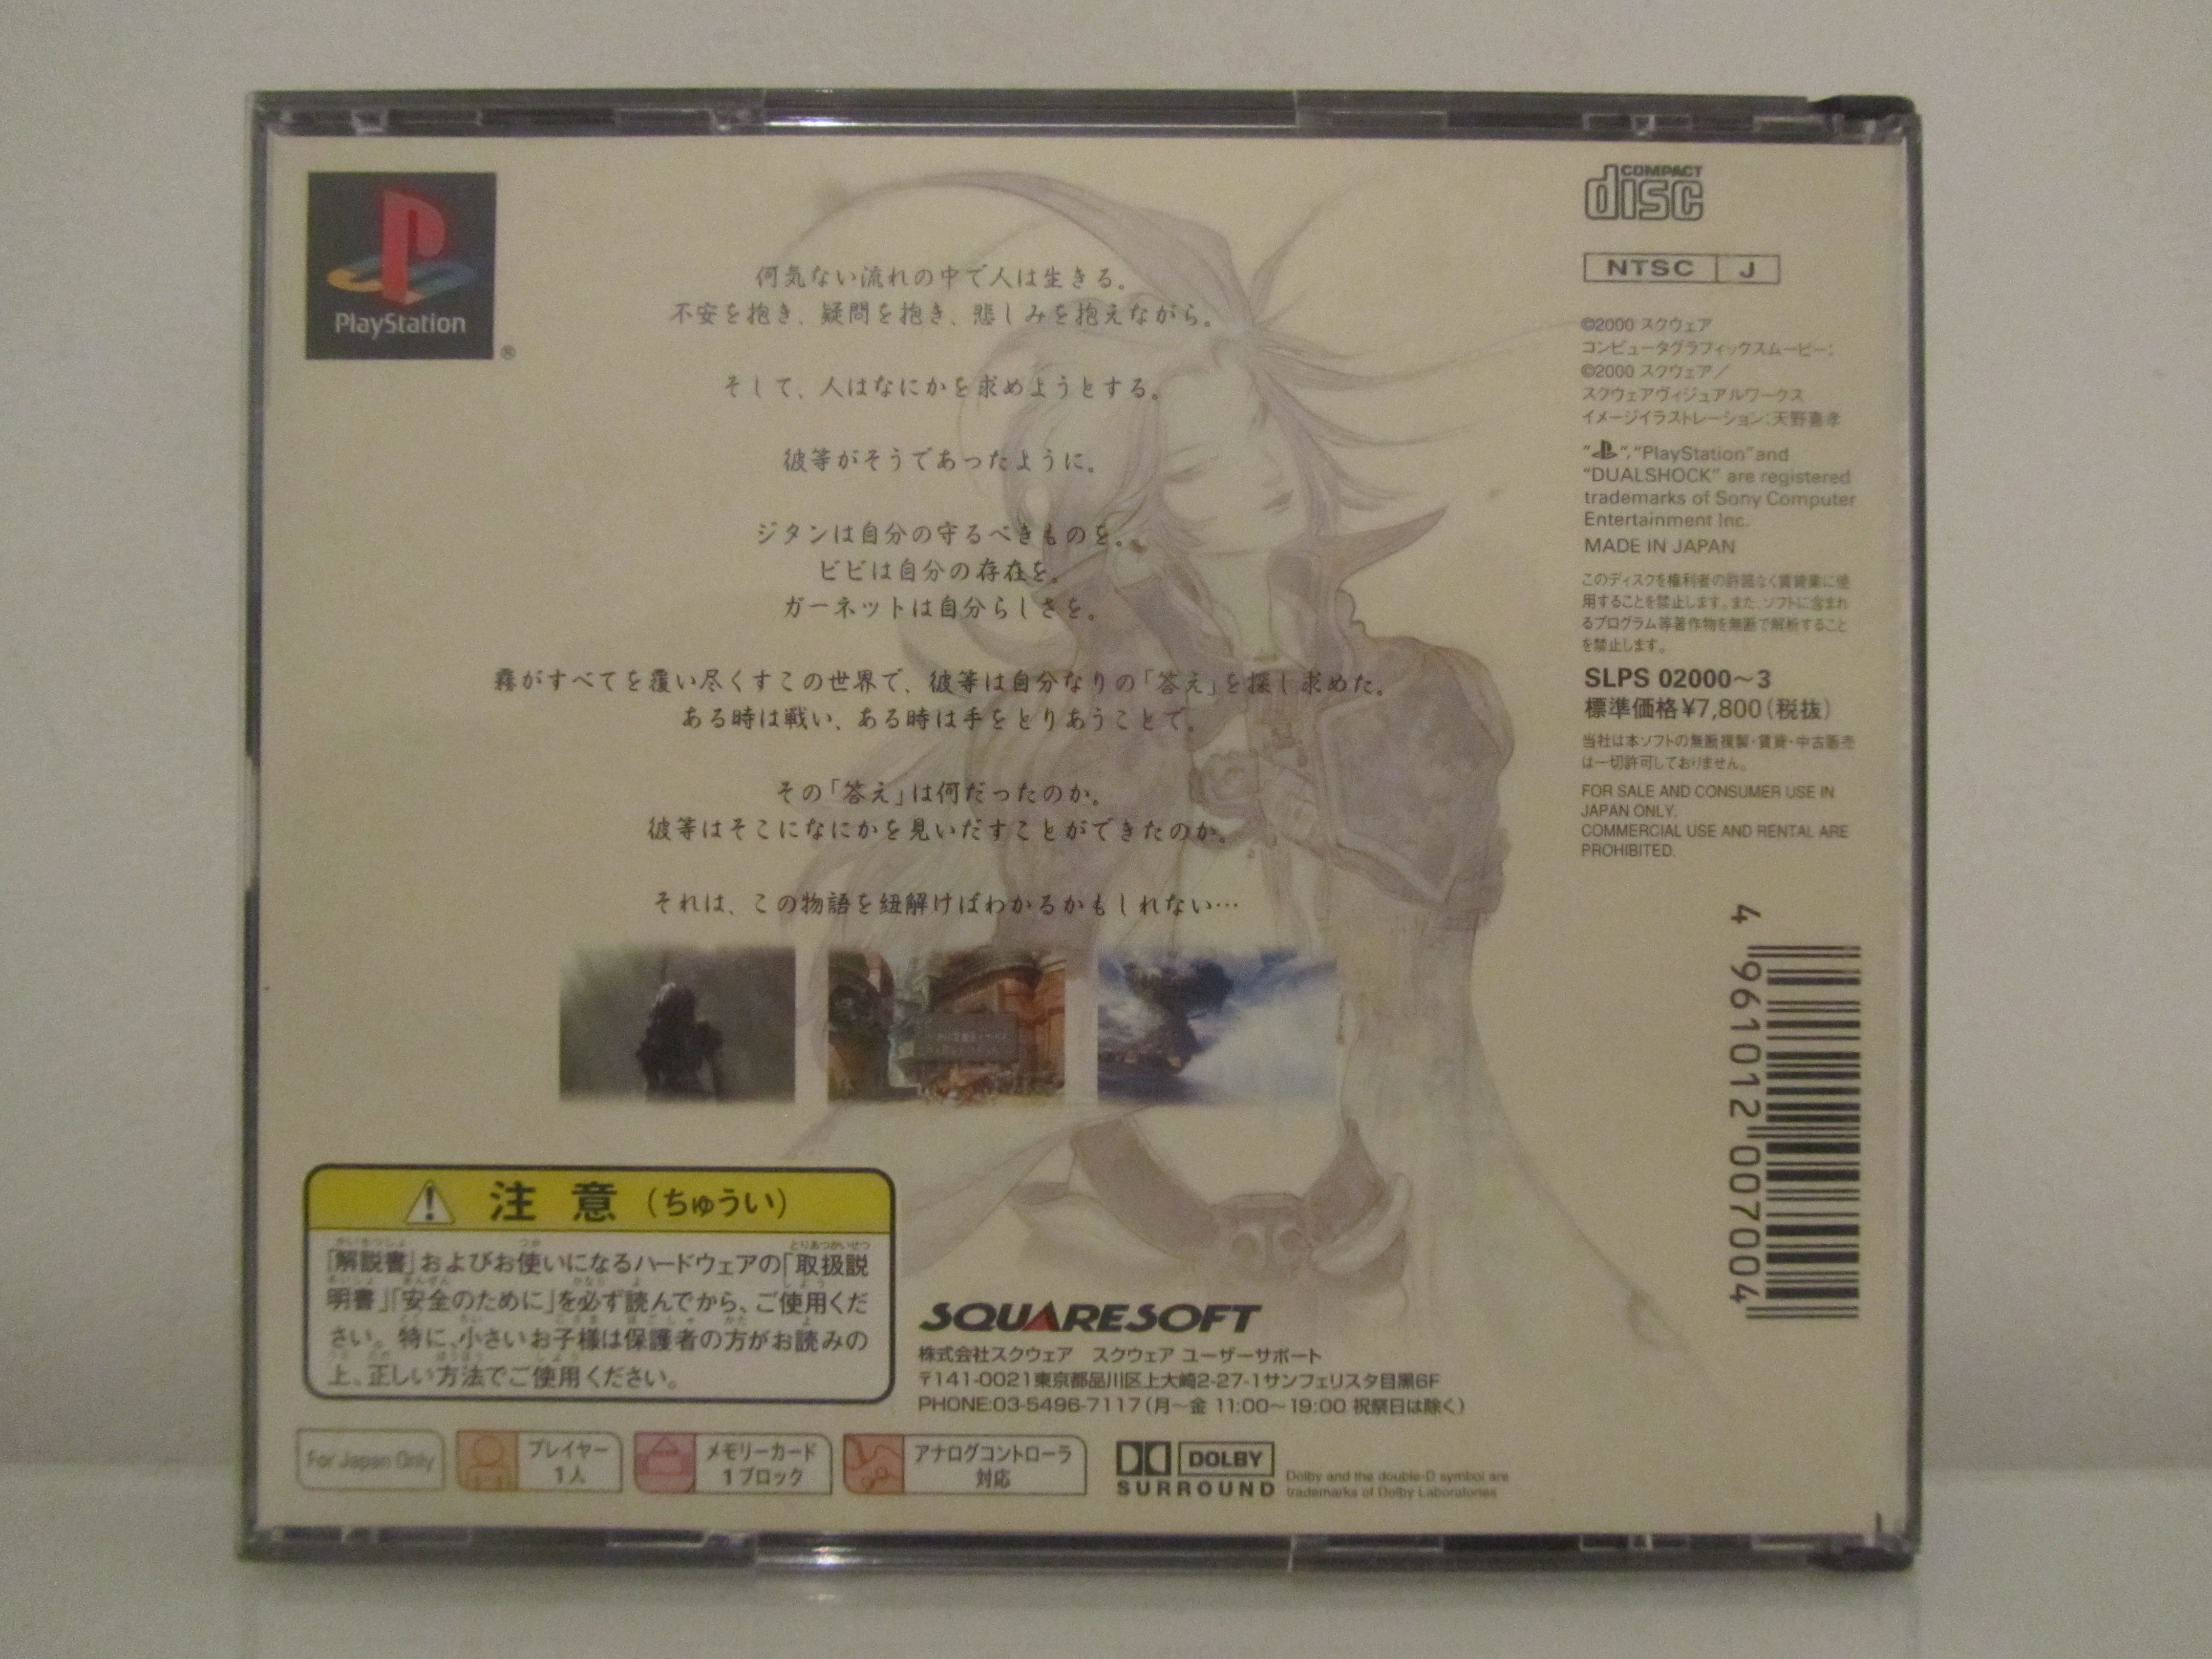 PlayStation
®
何気ない流れの中で人は生きる。
不安を抱き、疑問を抱き、悲しみを抱えながら。
そして、人はなにかを求めようとする。
彼等がそうであったように。
ジタンは自分の守るべきものを。
ビビは自分の存在を。
ガーネットは自分らしさを。
霧がすべてを覆い尽くすこの世界で、彼等は自分なりの「答え」を探し求めた。
ある時は戦い、ある時は手をとりあうことで。
その「答え」は何だったのか。
彼等はそこになにかを見いだすことができたのか。
それは、この物語を紐解けばわかるかもしれない…
COMPACT
disc
NTSC J
©2000 スクウェア
コンピュータグラフィックスムービー:
©2000 スクウェア/
スクウェアヴィジュアルワークス
イメージイラストレーション:天野喜孝
"PS", "PlayStation" and
"DUALSHOCK" are registered
trademarks of Sony Computer
Entertainment Inc.
MADE IN JAPAN
このディスクを権利者の許諾なく賃貸業に使
用することを禁止します。また、ソフトに含まれ
るプログラム等著作物を無断で解断すること
を禁止します。
SLPS 02000〜3
標準価格¥7,800(税抜)
当社は本ソフトの無断複製・賃貸・中古販売
は一切許可しておりません。
FOR SALE AND CONSUMER USE IN
JAPAN ONLY.
COMMERCIAL USE AND RENTAL ARE
PROHIBITED.
4 961012 007004
注意(ちゅうい)
「解説書」およびお使いになるハードウェアの「取扱説
明書」「安全のために」を必ず読んでから、ご使用くだ
さい。特に、小さいお子様は保護者の方がお読みの
上、正しい方法でご使用ください。
SQUARESOFT
株式会社スクウェア スクウェア ユーザーサポート
〒141-0021東京都品川区上大崎2-27-1サンフェリスタ目黒6F
PHONE:03-5496-7117(月〜金 11:00〜19:00 祝祭日は除く)
For Japan Only
プレイヤー
1人
メモリーカード
1ブロック
アナログコントローラ
対応
DOLBY
SURROUND
Dolby and the double-D symbol are
trademarks of Dolby Laboratories